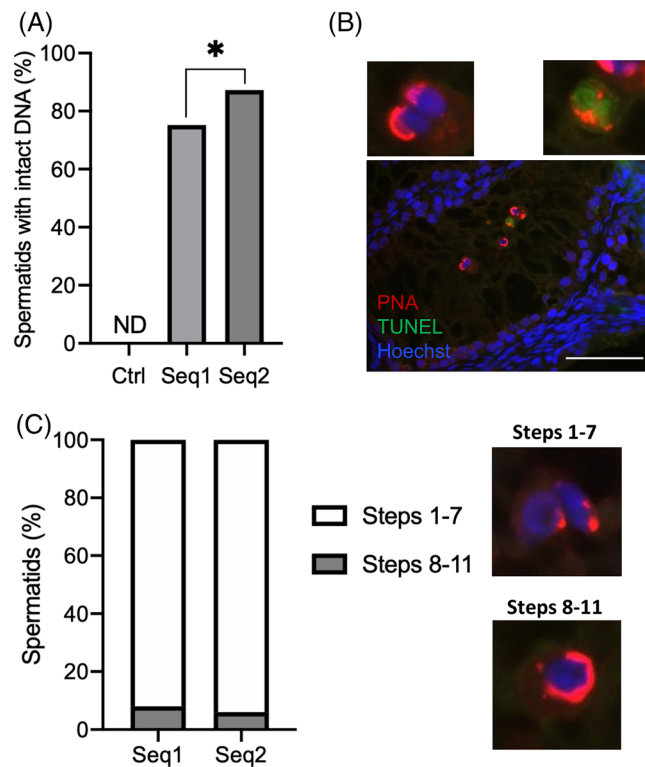 (A)
Spermatids with intact DNA (%)
100
80
60
40
20
0
*
ND
Ctrl Seq1 Seq2
(B)
PNA
TUNEL
Hoechst
(C)
Spermatids (%)
100
80
60
40
20
0
Seq1 Seq2
Steps 1-7
Steps 8-11
Steps 1-7
Steps 8-11